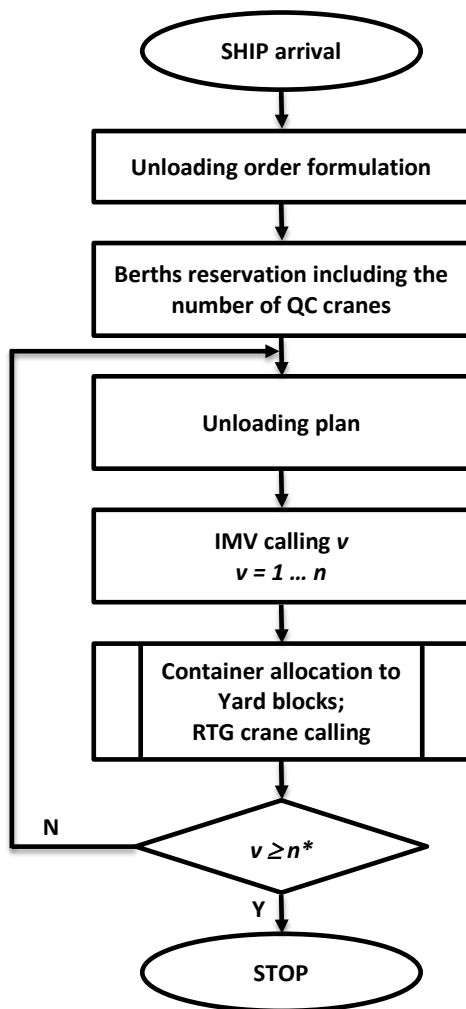 SHIP arrival
Unloading order formulation
Berths reservation including the
number of QC cranes
Unloading plan
IMV calling v
v = 1 … n
Container allocation to
Yard blocks;
RTG crane calling
N
v ≥ n*
Y
STOP